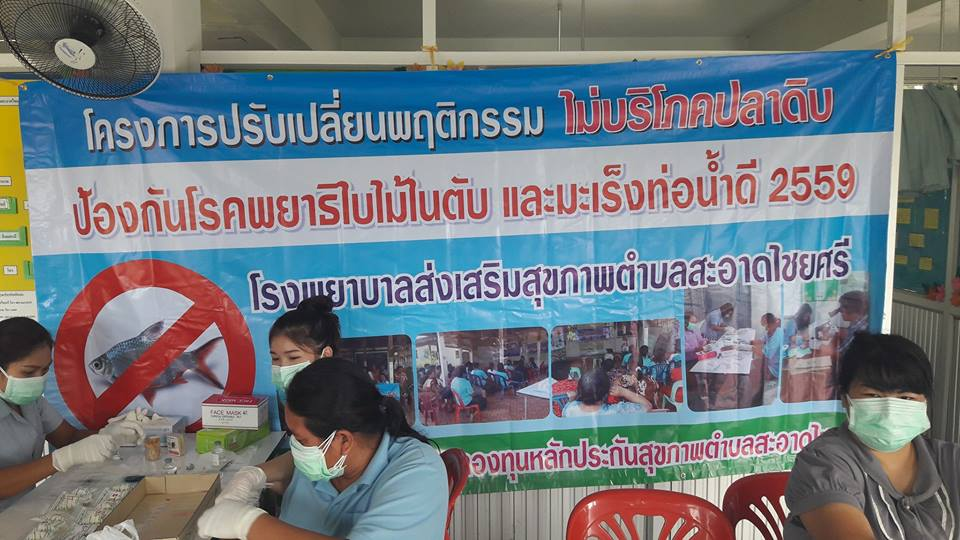 โครงการปรับเปลี่ยนพฤติกรรม ไม่บริโภคปลาดิบ
ป้องกันโรคพยาธิใบไม้ในตับ และมะเร็งท่อน้ำดี 2559
โรงพยาบาลส่งเสริมสุขภาพตำบลสะอาดไชยศรี
องทุนหลักประกันสุขภาพตำบลสะอาด
FACE MASK